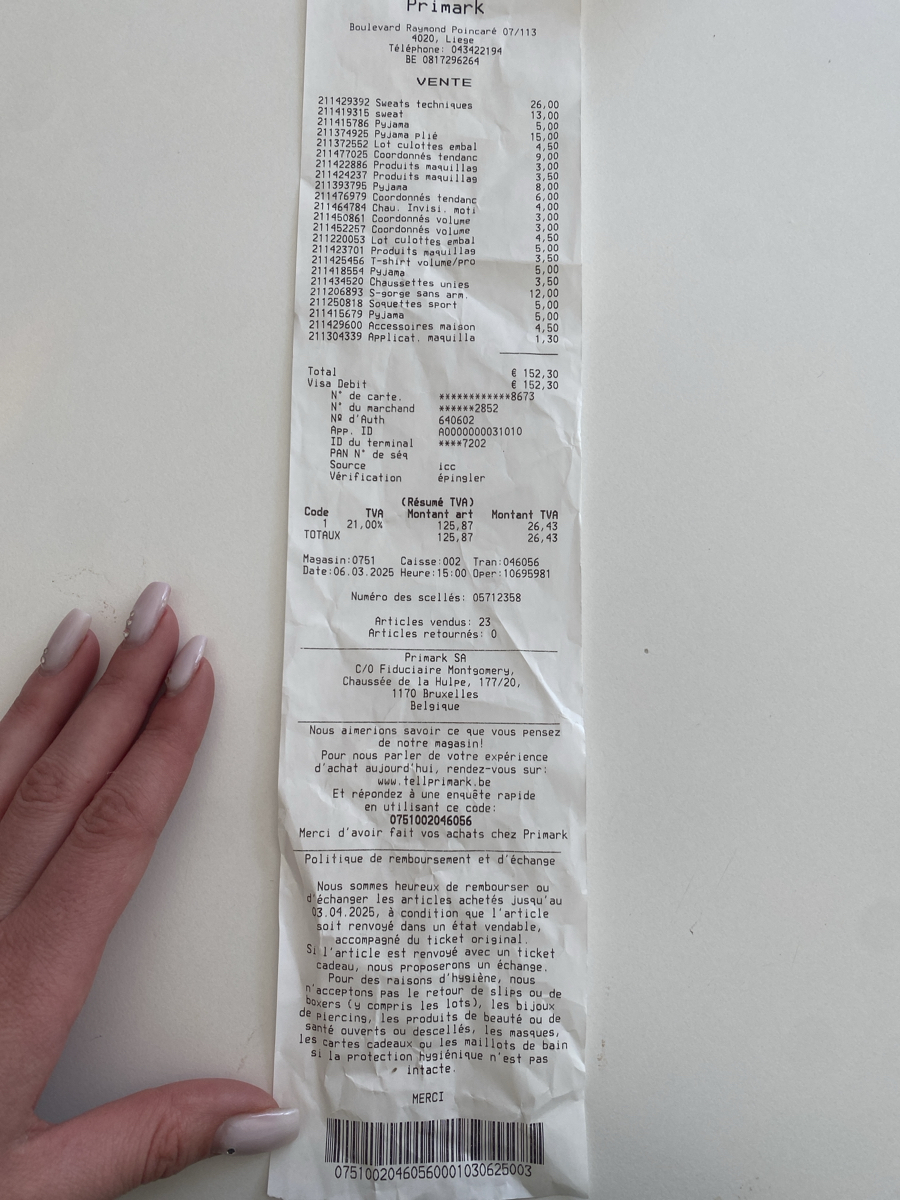 Primark
Boulevard Raymond Poincaré 07/113
4020, Liege
Téléphone: 043422194
BE 0817296264
VENTE
211429392 Sweats techniques 26,00
211419315 sweat 13,00
211415786 Pyjama 5,00
211374925 Pyjama plié 15,00
211372552 Lot culottes embal 4,50
211477025 Coordonnés tendanc 9,00
211422886 Produits maquillag 3,00
211424237 Produits maquillag 3,50
211393795 Pyjama 8,00
211476979 Coordonnés tendanc 6,00
211464784 Chau. Invisi. moti 4,00
211450861 Coordonnés volume 3,00
211452257 Coordonnés volume 3,00
211220053 Lot culottes embal 4,50
211423701 Produits maquillag 5,00
211425456 T-shirt volume/pro 3,50
211418554 Pyjama 5,00
211434520 Chaussettes unies 3,50
211206893 S-gorge sans arm. 12,00
211250818 Soquettes sport 5,00
211415679 Pyjama 5,00
211429600 Accessoires maison 4,50
211304339 Applicat. maquilla 1,30
Total € 152,30
Visa Debit € 152,30
N° de carte. ************8673
N° du marchand ******2852
Nº d'Auth 640602
App. ID A0000000031010
ID du terminal ****7202
PAN N° de séq
Source icc
Vérification épingler
(Résumé TVA)
Code TVA Montant art Montant TVA
1 21,00% 125,87 26,43
TOTAUX 125,87 26,43
Magasin:0751 Caisse:002 Tran:046056
Date:06.03.2025 Heure:15:00 Oper:10695981
Numéro des scellés: 05712358
Articles vendus: 23
Articles retournés: 0
Primark SA
C/O Fiduciaire Montgomery,
Chaussée de la Hulpe, 177/20,
1170 Bruxelles
Belgique
Nous aimerions savoir ce que vous pensez
de notre magasin!
Pour nous parler de votre expérience
d'achat aujourd'hui, rendez-vous sur:
www.tellprimark.be
Et répondez à une enquête rapide
en utilisant ce code:
0751002046056
Merci d'avoir fait vos achats chez Primark
Politique de remboursement et d'échange
Nous sommes heureux de rembourser ou
d'échanger les articles achetés jusqu'au
03.04.2025, à condition que l'article
soit renvoyé dans un état vendable,
accompagné du ticket original.
Si l'article est renvoyé avec un ticket
cadeau, nous proposerons un échange.
Pour des raisons d'hygiène, nous
n'acceptons pas le retour de slips ou de
boxers (y compris les lots), les bijoux
de piercing, les produits de beauté ou de
santé ouverts ou descellés, les masques,
les cartes cadeaux ou les maillots de bain
si la protection hygiénique n'est pas
intacte.
MERCI
07510020460560001030625003